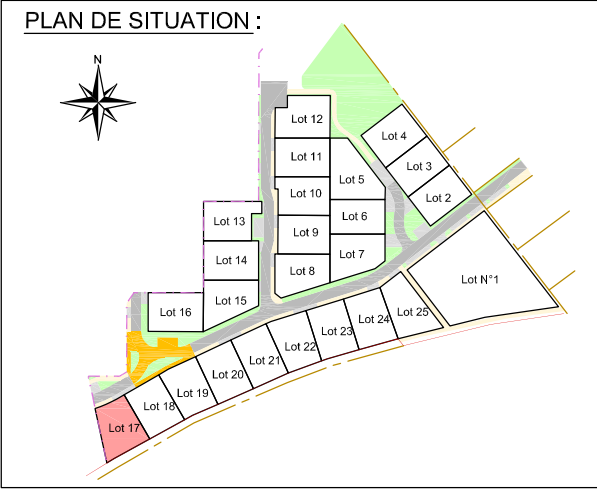 PLAN DE SITUATION :
N
Lot 12
Lot 4
Lot 11
Lot 3
Lot 5
Lot 10
Lot 2
Lot 13
Lot 6
Lot 9
Lot 14
Lot 7
Lot 8
Lot N°1
Lot 15
Lot 16
Lot 25
Lot 24
Lot 23
Lot 22
Lot 21
Lot 20
Lot 19
Lot 18
Lot 17